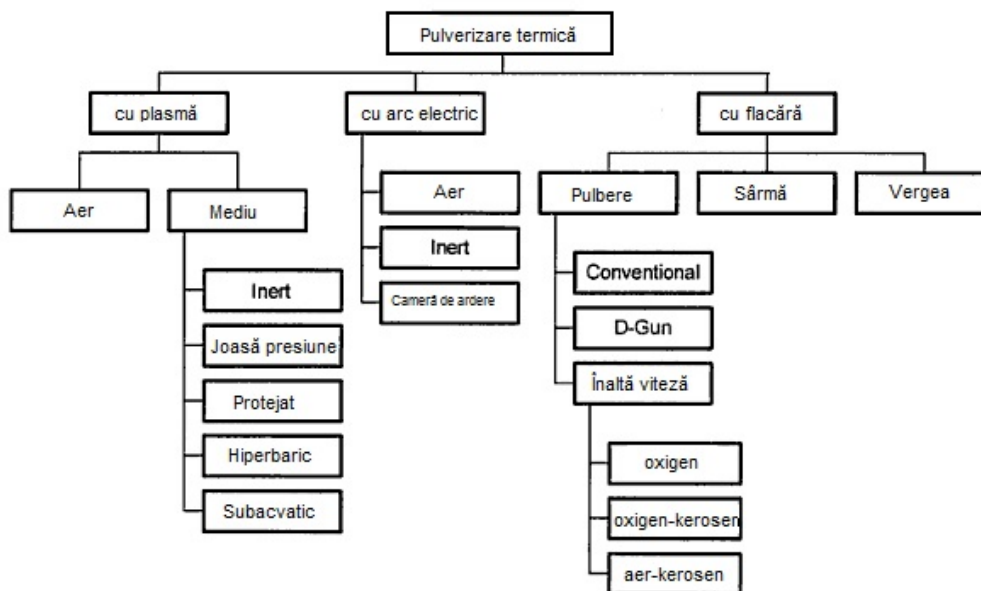 Pulverizare termică
cu plasmă
cu arc electric
cu flacără
Aer
Mediu
Aer
Pulbere
Sârmă
Vergea
Inert
Inert
Conventional
Joasă presiune
Cameră de ardere
D-Gun
Protejat
Înaltă viteză
Hiperbaric
oxigen
Subacvatic
oxigen-kerosen
aer-kerosen